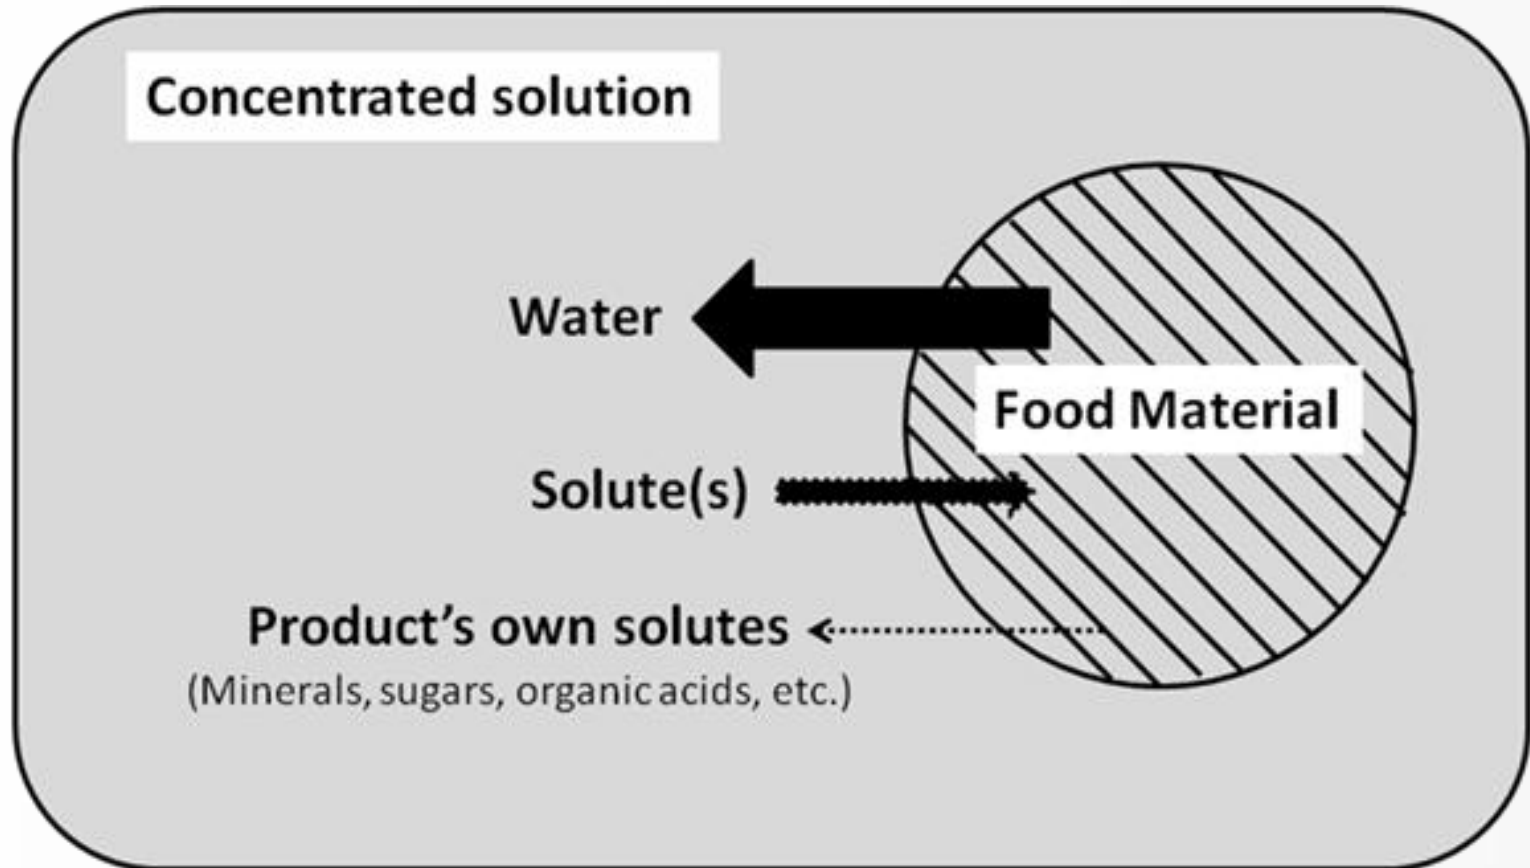 Concentrated solution
Water
Food Material
Solute(s)
Product’s own solutes
(Minerals, sugars, organic acids, etc.)